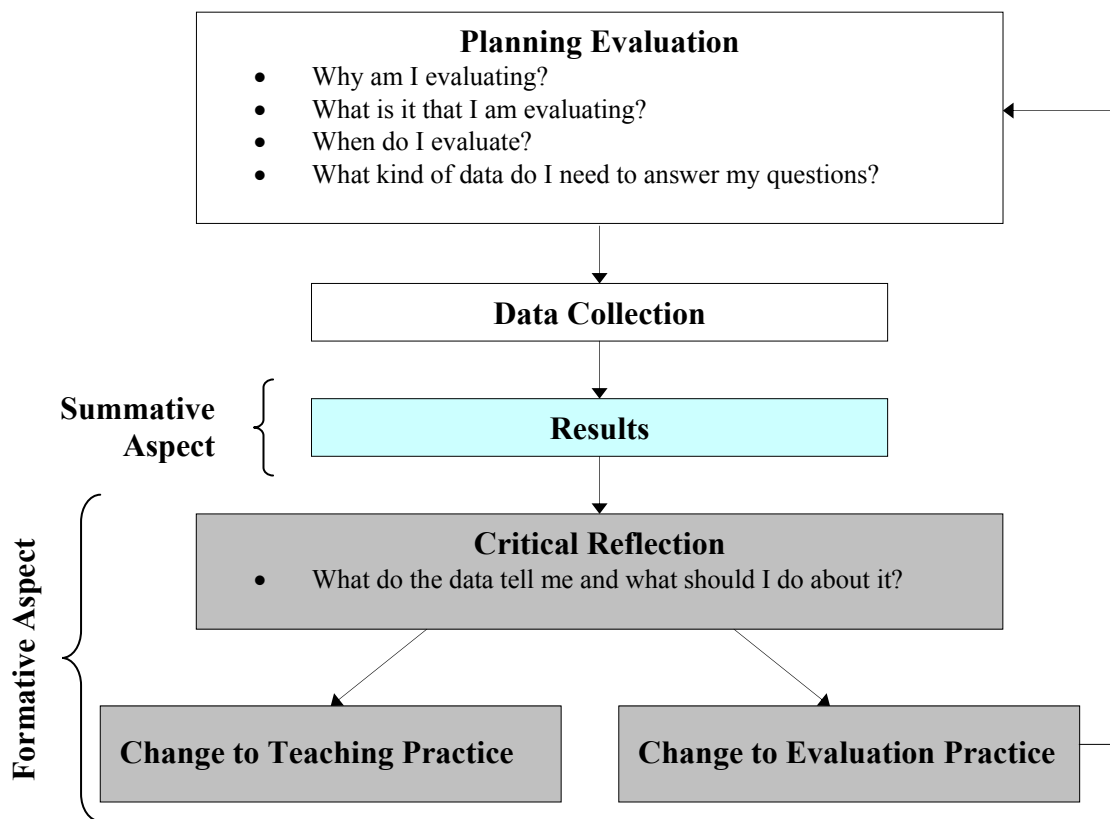 Planning Evaluation
• Why am I evaluating?
• What is it that I am evaluating?
• When do I evaluate?
• What kind of data do I need to answer my questions?
Data Collection
Summative
Aspect
Results
Formative Aspect
Critical Reflection
• What do the data tell me and what should I do about it?
Change to Teaching Practice
Change to Evaluation Practice